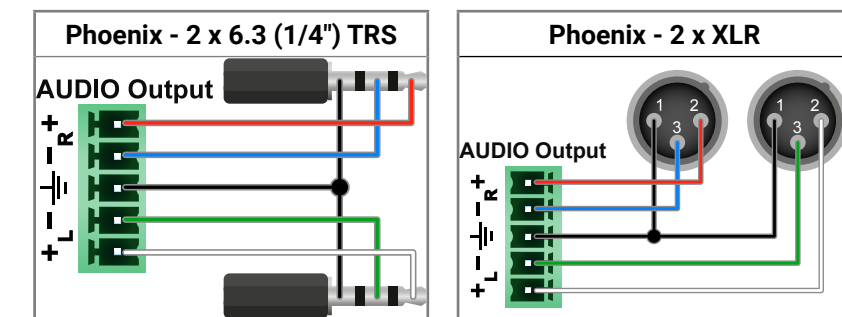 Phoenix - 2 x 6.3 (1/4") TRS
AUDIO Output
+
-
R
-
L
+
Phoenix - 2 x XLR
1
2
3
1
2
3
AUDIO Output
+
-
R
-
L
+